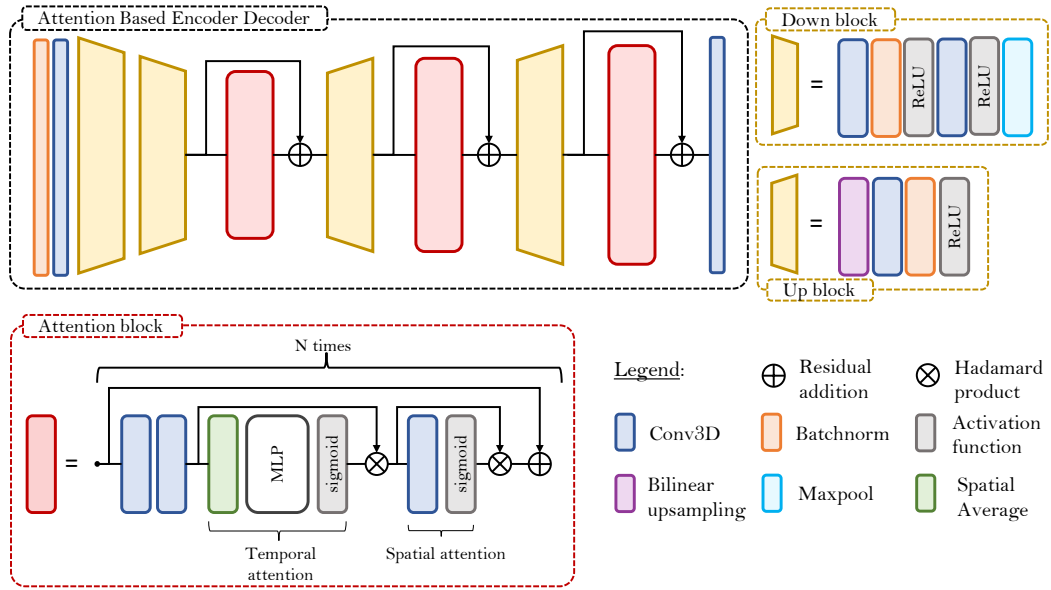 Attention Based Encoder Decoder
Down block
=
ReLU
ReLU
=
ReLU
Up block
Attention block
N times
=
MLP
sigmoid
sigmoid
Temporal
attention
Spatial attention
Legend:
Residual
addition
Hadamard
product
Conv3D
Batchnorm
Activation
function
Bilinear
upsampling
Maxpool
Spatial
Average